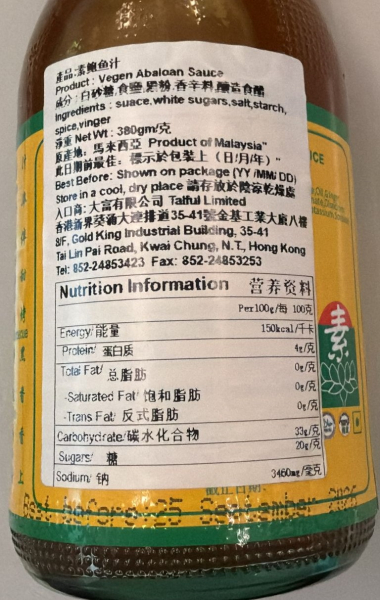 產品:素鮑魚汁
Product : Vegen Abaloan Sauce
成分 : 白砂糖,食鹽,澱粉,香辛料,釀造食醋
Ingredients : suace,white sugars,salt,starch,
spice,vinger
淨重 Net Wt : 380gm/克
原產地: 馬來西亞 Product of Malaysia"
此日期前最佳: 標示於包裝上 (日/月/年)"
Best Before: Shown on package (YY /MM/ DD)
Store in a cool, dry place 請存放於陰涼乾燥處
入口商: 大富有限公司 Taiful Limited
香港新界葵涌大連排道35-41號金基工業大廈八樓
8/F, Gold King Industrial Building, 35-41
Tai Lin Pai Road, Kwai Chung, N.T, Hong Kong
Tel: 852-24853423 Fax: 852-24853253
Nutrition Information 营养资料
Per100g/每 100克
Energy/能量 150kcal/千卡
Protein/ 蛋白质 4g/克
Total Fat/ 总脂肪 0g/克
-Saturated Fat/ 饱和脂肪 0g/克
-Trans Fat/ 反式脂肪 0g/克
Carbohydrate/碳水化合物 33g/克
Sugars/ 糖 20g/克
Sodium/ 钠 3460mg/毫克
素
Best before:25 September 2025